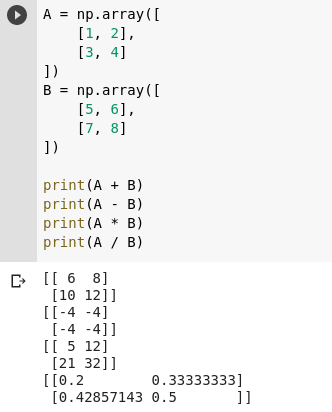 A = np.array([
    [1, 2],
    [3, 4]
])
B = np.array([
    [5, 6],
    [7, 8]
])

print(A + B)
print(A - B)
print(A * B)
print(A / B)
[[ 6  8]
 [10 12]]
[[-4 -4]
 [-4 -4]]
[[ 5 12]
 [21 32]]
[[0.2        0.33333333]
 [0.42857143 0.5       ]]